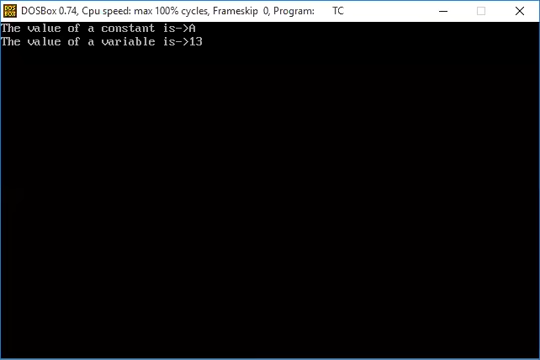 DOSBox 0.74, Cpu speed: max 100% cycles, Frameskip 0, Program: TC
The value of a constant is->A
The value of a variable is->13